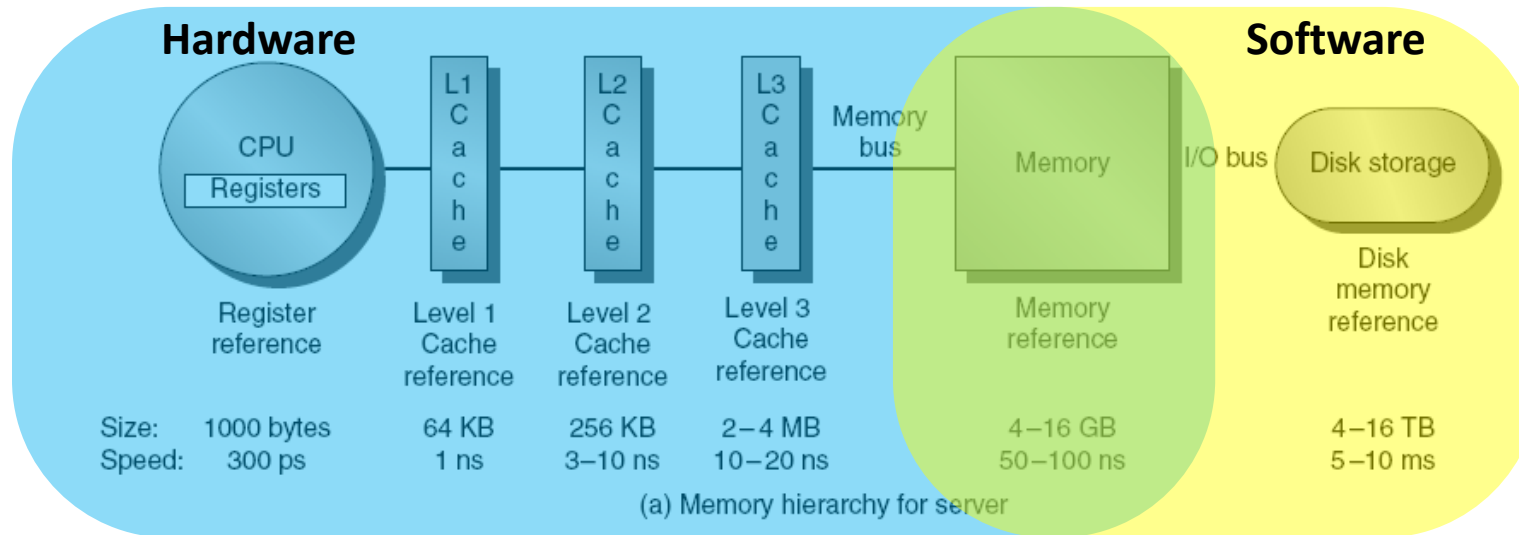 Hardware
Software
CPU
Registers
L1
C
a
c
h
e
L2
C
a
c
h
e
L3
C
a
c
h
e
Memory
bus
Memory
I/O bus
Disk storage
Register
reference
Level 1
Cache
reference
Level 2
Cache
reference
Level 3
Cache
reference
Memory
reference
Disk
memory
reference
Size: 1000 bytes 64 KB 256 KB 2–4 MB 4–16 GB 4–16 TB
Speed: 300 ps 1 ns 3–10 ns 10–20 ns 50–100 ns 5–10 ms
(a) Memory hierarchy for server